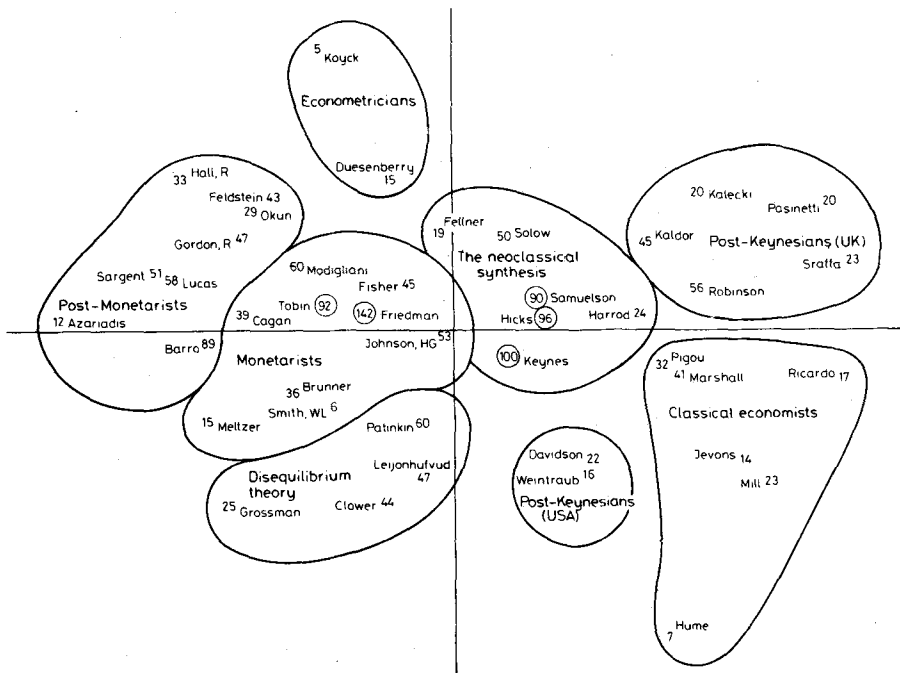 5 Koyck
Econometricians
Duesenberry
15
33 Hall, R
Feldstein 43
29 Okun
Gordon, R 47
Sargent 51
58 Lucas
Post-Monetarists
12 Azariadis
Barro 89
60 Modigliani
Fisher 45
Tobin 92
142 Friedman
39 Cagan
Johnson, HG 53
Monetarists
36 Brunner
Smith, WL 6
15 Meltzer
Patinkin 60
Leijonhufvud
47
Disequilibrium
theory
25 Grossman
Clower 44
19 Fellner
50 Solow
The neoclassical
synthesis
90 Samuelson
Hicks 96
Harrod 24
100 Keynes
20 Kalecki
Pasinetti 20
45 Kaldor
Post-Keynesians (UK)
Sraffa 23
56 Robinson
Davidson 22
Weintraub 16
Post-Keynesians
(USA)
32 Pigou
41 Marshall
Ricardo 17
Classical economists
Jevons 14
Mill 23
7 Hume